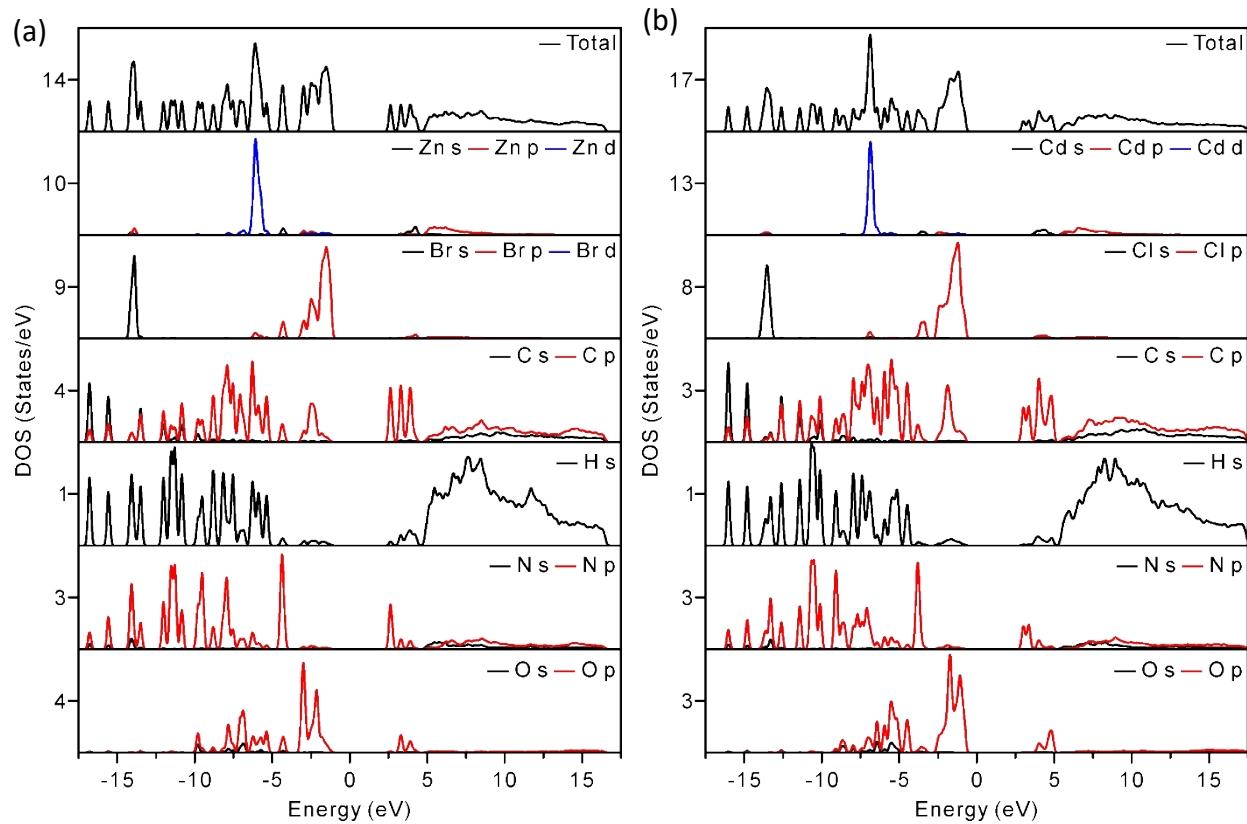 (a)
Total
14
Zn s Zn p Zn d
10
Br s Br p Br d
9
C s C p
4
H s
1
N s N p
3
O s O p
4
-15 -10 -5 0 5 10 15
Energy (eV)
DOS (States/eV)
(b)
Total
17
Cd s Cd p Cd d
13
Cl s Cl p
8
C s C p
3
H s
1
N s N p
3
O s O p
3
-15 -10 -5 0 5 10 15
Energy (eV)
DOS (States/eV)